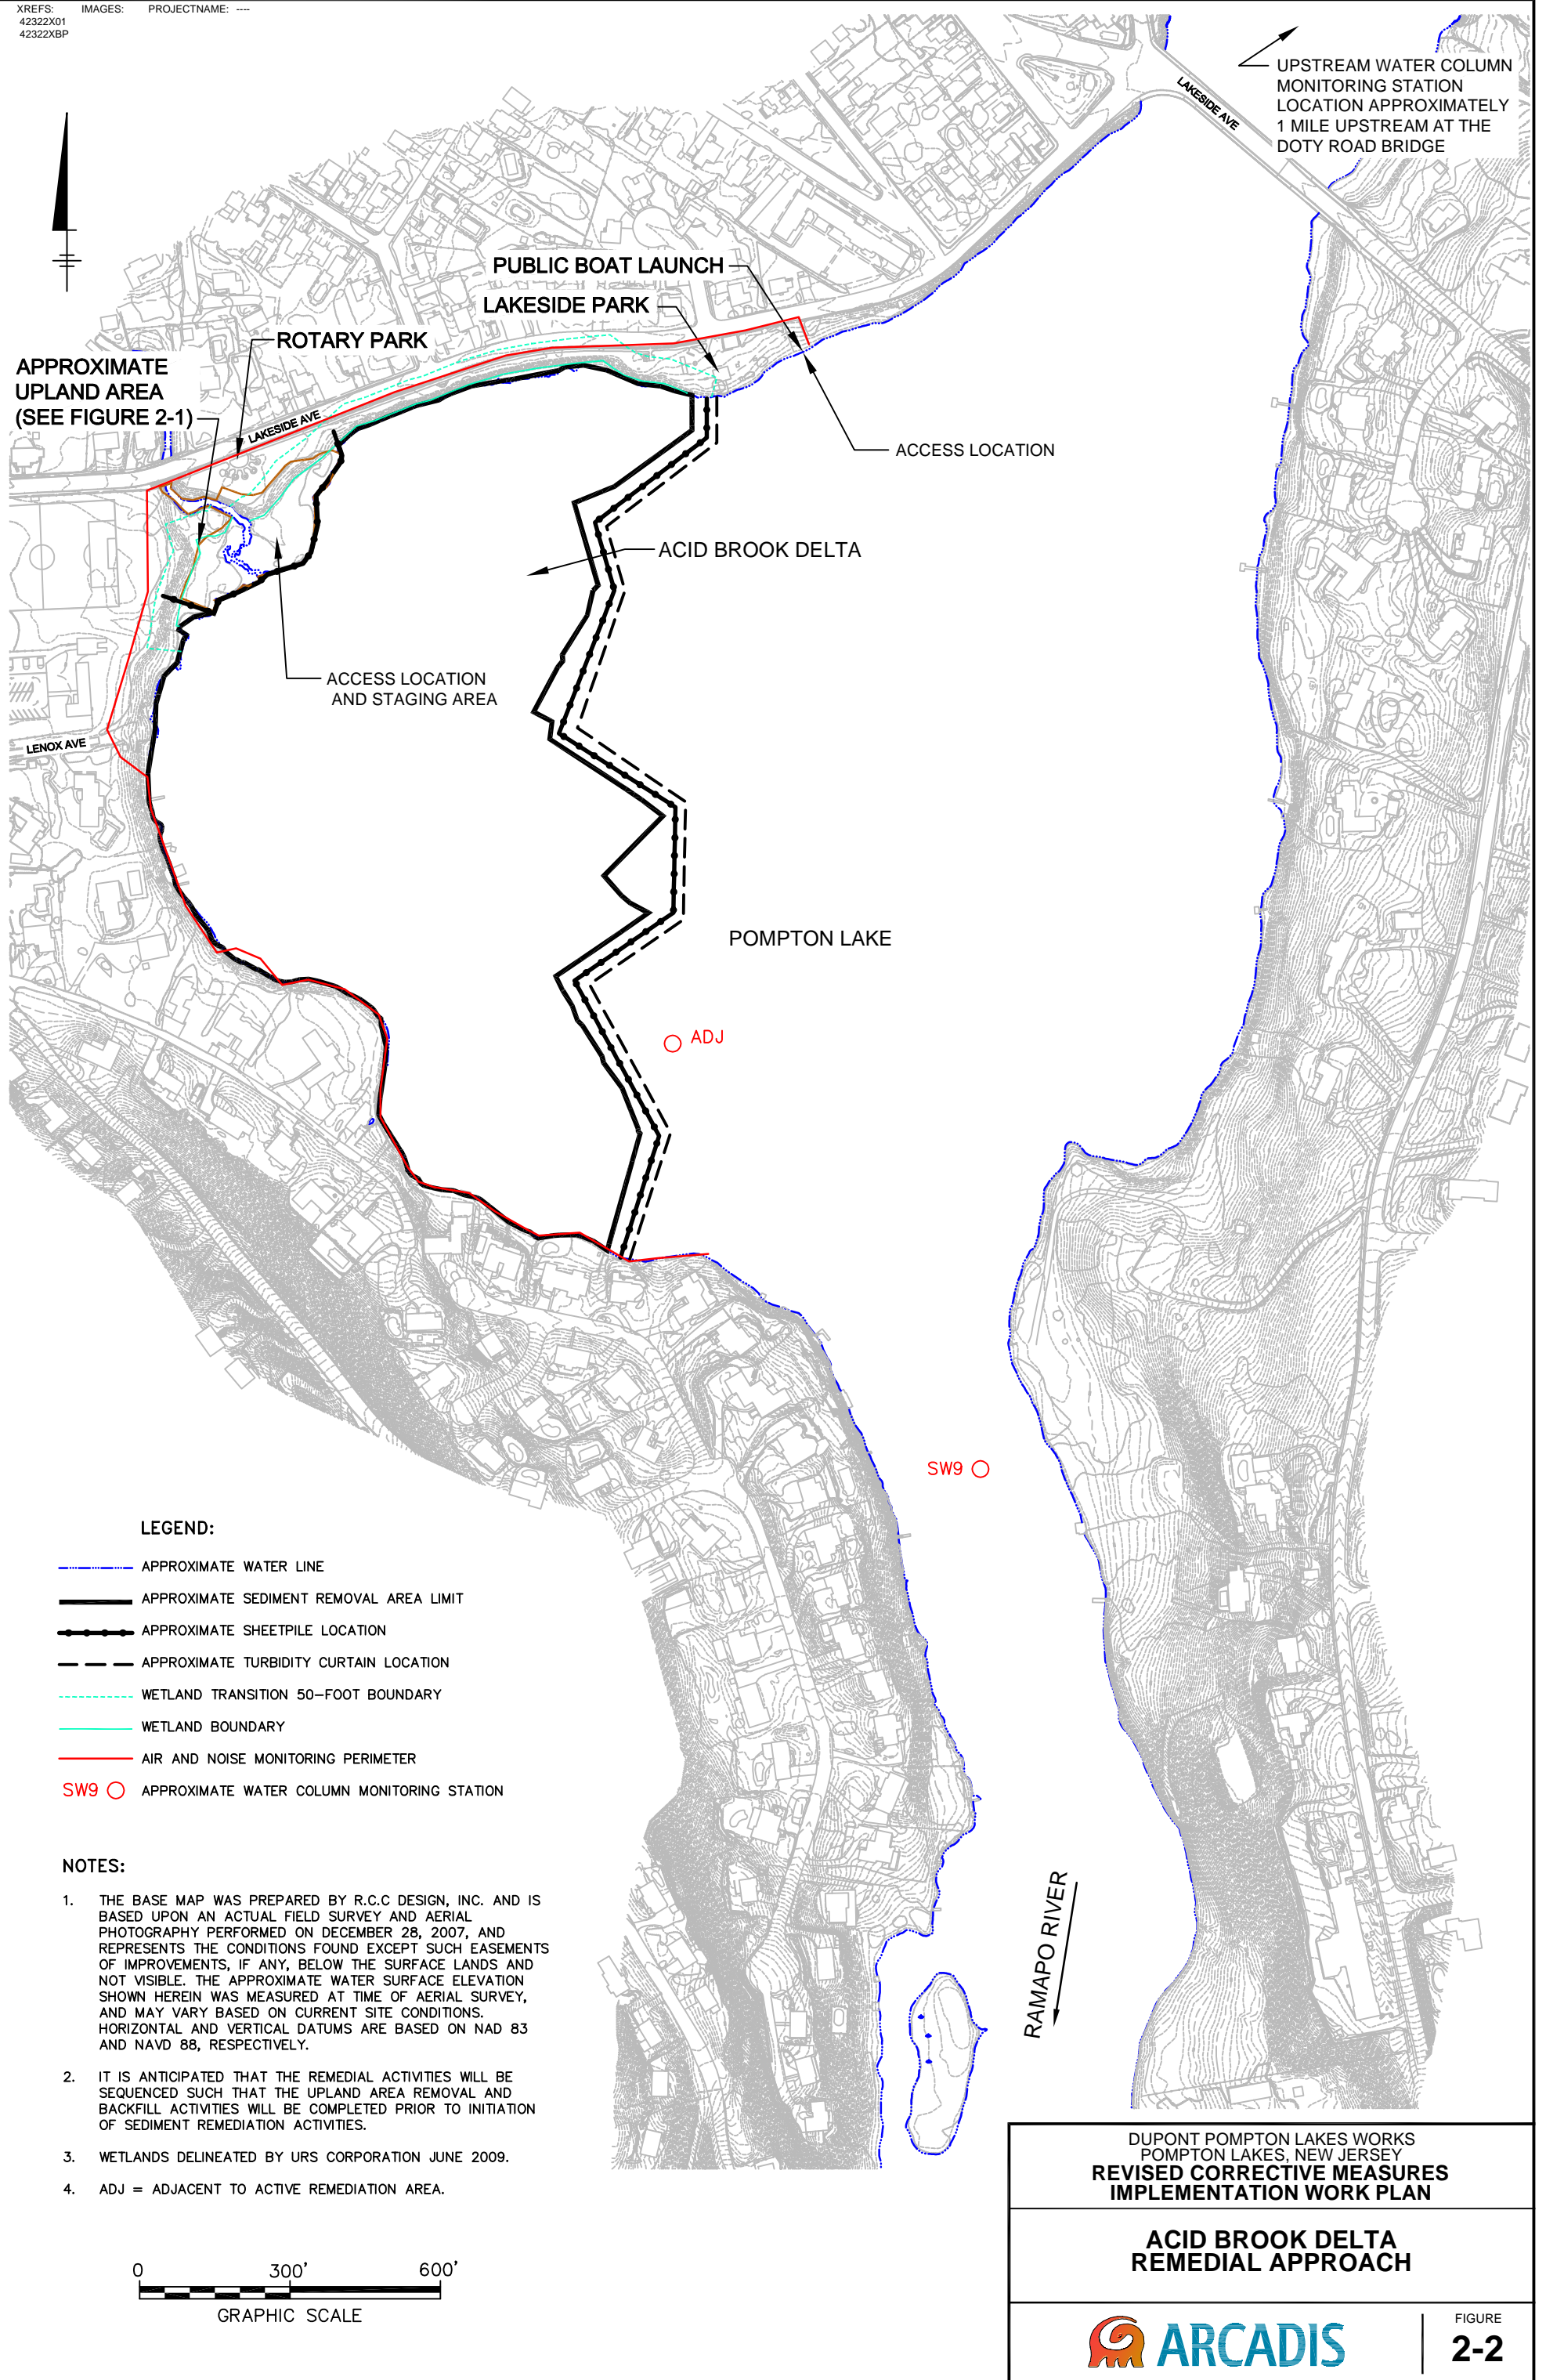 XREFS: IMAGES: PROJECTNAME: ----
42322X01
42322XBP
UPSTREAM WATER COLUMN
MONITORING STATION
LOCATION APPROXIMATELY
1 MILE UPSTREAM AT THE
DOTY ROAD BRIDGE
LAKESIDE AVE
PUBLIC BOAT LAUNCH
LAKESIDE PARK
ROTARY PARK
APPROXIMATE
UPLAND AREA
(SEE FIGURE 2-1)
LAKESIDE AVE
ACCESS LOCATION
ACID BROOK DELTA
ACCESS LOCATION
AND STAGING AREA
LENOX AVE
POMPTON LAKE
ADJ
SW9
LEGEND:
APPROXIMATE WATER LINE
APPROXIMATE SEDIMENT REMOVAL AREA LIMIT
APPROXIMATE SHEETPILE LOCATION
APPROXIMATE TURBIDITY CURTAIN LOCATION
WETLAND TRANSITION 50-FOOT BOUNDARY
WETLAND BOUNDARY
AIR AND NOISE MONITORING PERIMETER
SW9 APPROXIMATE WATER COLUMN MONITORING STATION
NOTES:
1. THE BASE MAP WAS PREPARED BY R.C.C DESIGN, INC. AND IS
BASED UPON AN ACTUAL FIELD SURVEY AND AERIAL
PHOTOGRAPHY PERFORMED ON DECEMBER 28, 2007, AND
REPRESENTS THE CONDITIONS FOUND EXCEPT SUCH EASEMENTS
OF IMPROVEMENTS, IF ANY, BELOW THE SURFACE LANDS AND
NOT VISIBLE. THE APPROXIMATE WATER SURFACE ELEVATION
SHOWN HEREIN WAS MEASURED AT TIME OF AERIAL SURVEY,
AND MAY VARY BASED ON CURRENT SITE CONDITIONS.
HORIZONTAL AND VERTICAL DATUMS ARE BASED ON NAD 83
AND NAVD 88, RESPECTIVELY.
2. IT IS ANTICIPATED THAT THE REMEDIAL ACTIVITIES WILL BE
SEQUENCED SUCH THAT THE UPLAND AREA REMOVAL AND
BACKFILL ACTIVITIES WILL BE COMPLETED PRIOR TO INITIATION
OF SEDIMENT REMEDIATION ACTIVITIES.
3. WETLANDS DELINEATED BY URS CORPORATION JUNE 2009.
4. ADJ = ADJACENT TO ACTIVE REMEDIATION AREA.
RAMAPO RIVER
0 300' 600'
GRAPHIC SCALE
DUPONT POMPTON LAKES WORKS
POMPTON LAKES, NEW JERSEY
REVISED CORRECTIVE MEASURES
IMPLEMENTATION WORK PLAN
ACID BROOK DELTA
REMEDIAL APPROACH
ARCADIS
FIGURE
2-2